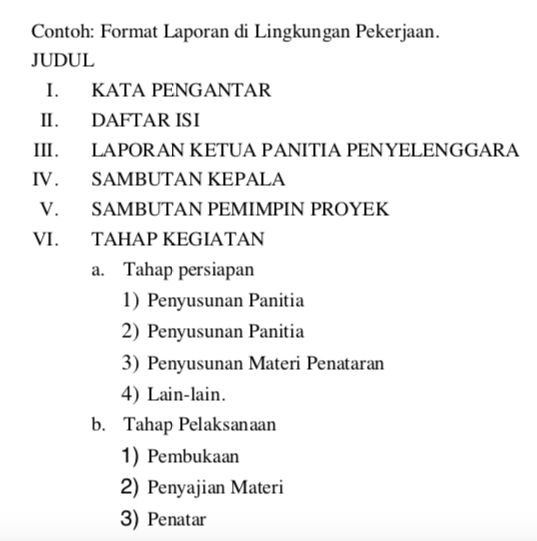 Contoh: Format Laporan di Lingkungan Pekerjaan.
JUDUL
I. KATA PENGANTAR
II. DAFTAR ISI
III. LAPORAN KETUA PANITIA PENYELENGGARA
IV. SAMBUTAN KEPALA
V. SAMBUTAN PEMIMPIN PROYEK
VI. TAHAP KEGIATAN
a. Tahap persiapan
1) Penyusunan Panitia
2) Penyusunan Panitia
3) Penyusunan Materi Penataran
4) Lain-lain.
b. Tahap Pelaksanaan
1) Pembukaan
2) Penyajian Materi
3) Penatar